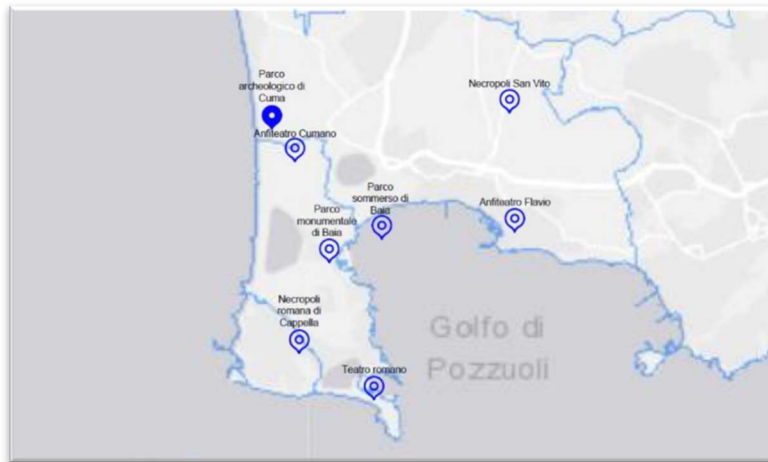 Parco
archeologico di
Cuma
Necropoli San Vito
Anfiteatro Cumano
Parco
sommerso di
Baia
Anfiteatro Flavio
Parco
monumentale
di Baia
Necropoli
romana di
Cappella
Golfo di
Pozzuoli
Teatro romano